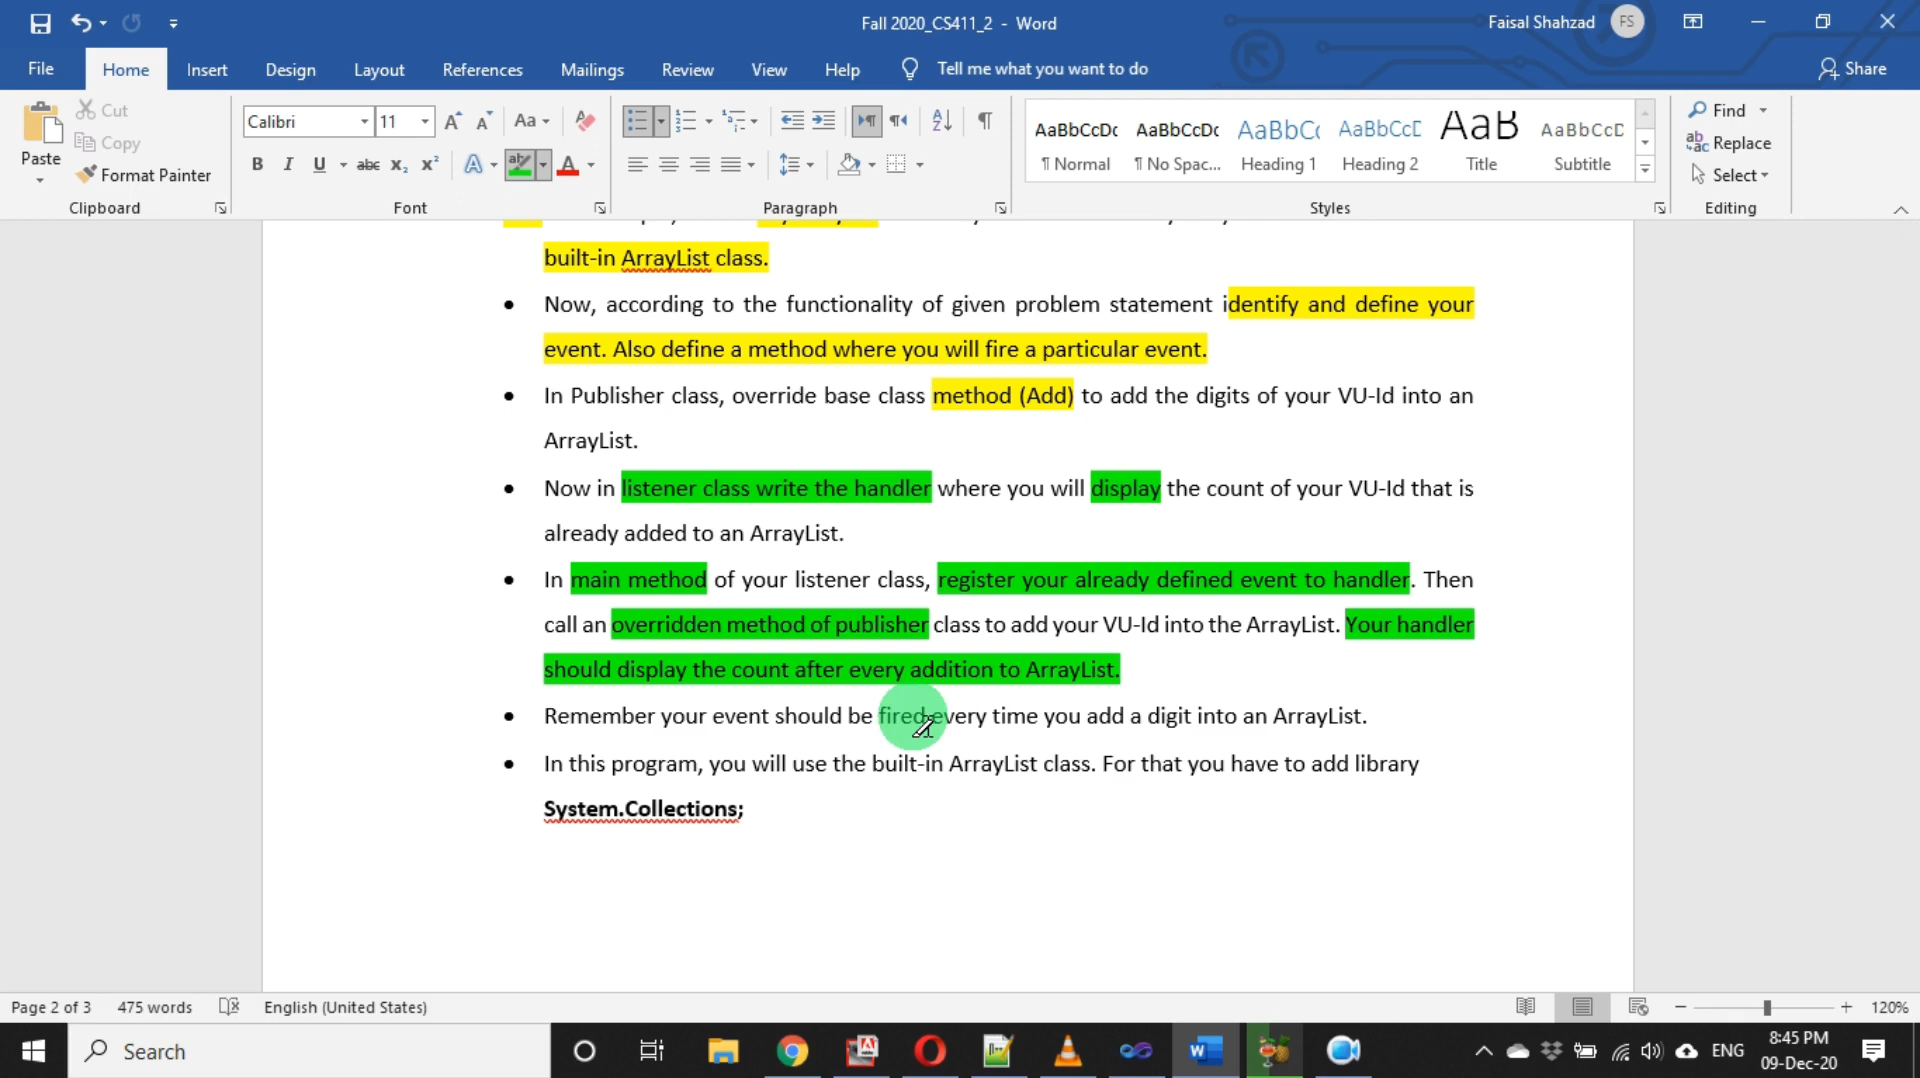 Fall 2020_CS411_2 - Word
Faisal Shahzad FS
File Home Insert Design Layout References Mailings Review View Help Tell me what you want to do Share
Paste Cut Copy Format Painter Clipboard
Calibri 11 Aa B I U abc Font
Paragraph
AaBbCcDc AaBbCcDc AaBbC AaBbCcD AaB AaBbCcD
¶ Normal ¶ No Spac... Heading 1 Heading 2 Title Subtitle
Styles
Find Replace Select Editing
built-in ArrayList class.
• Now, according to the functionality of given problem statement identify and define your
event. Also define a method where you will fire a particular event.
• In Publisher class, override base class method (Add) to add the digits of your VU-Id into an
ArrayList.
• Now in listener class write the handler where you will display the count of your VU-Id that is
already added to an ArrayList.
• In main method of your listener class, register your already defined event to handler. Then
call an overridden method of publisher class to add your VU-Id into the ArrayList. Your handler
should display the count after every addition to ArrayList.
• Remember your event should be fired every time you add a digit into an ArrayList.
• In this program, you will use the built-in ArrayList class. For that you have to add library
System.Collections;
Page 2 of 3 475 words English (United States) 120%
Search ENG 8:45 PM
09-Dec-20